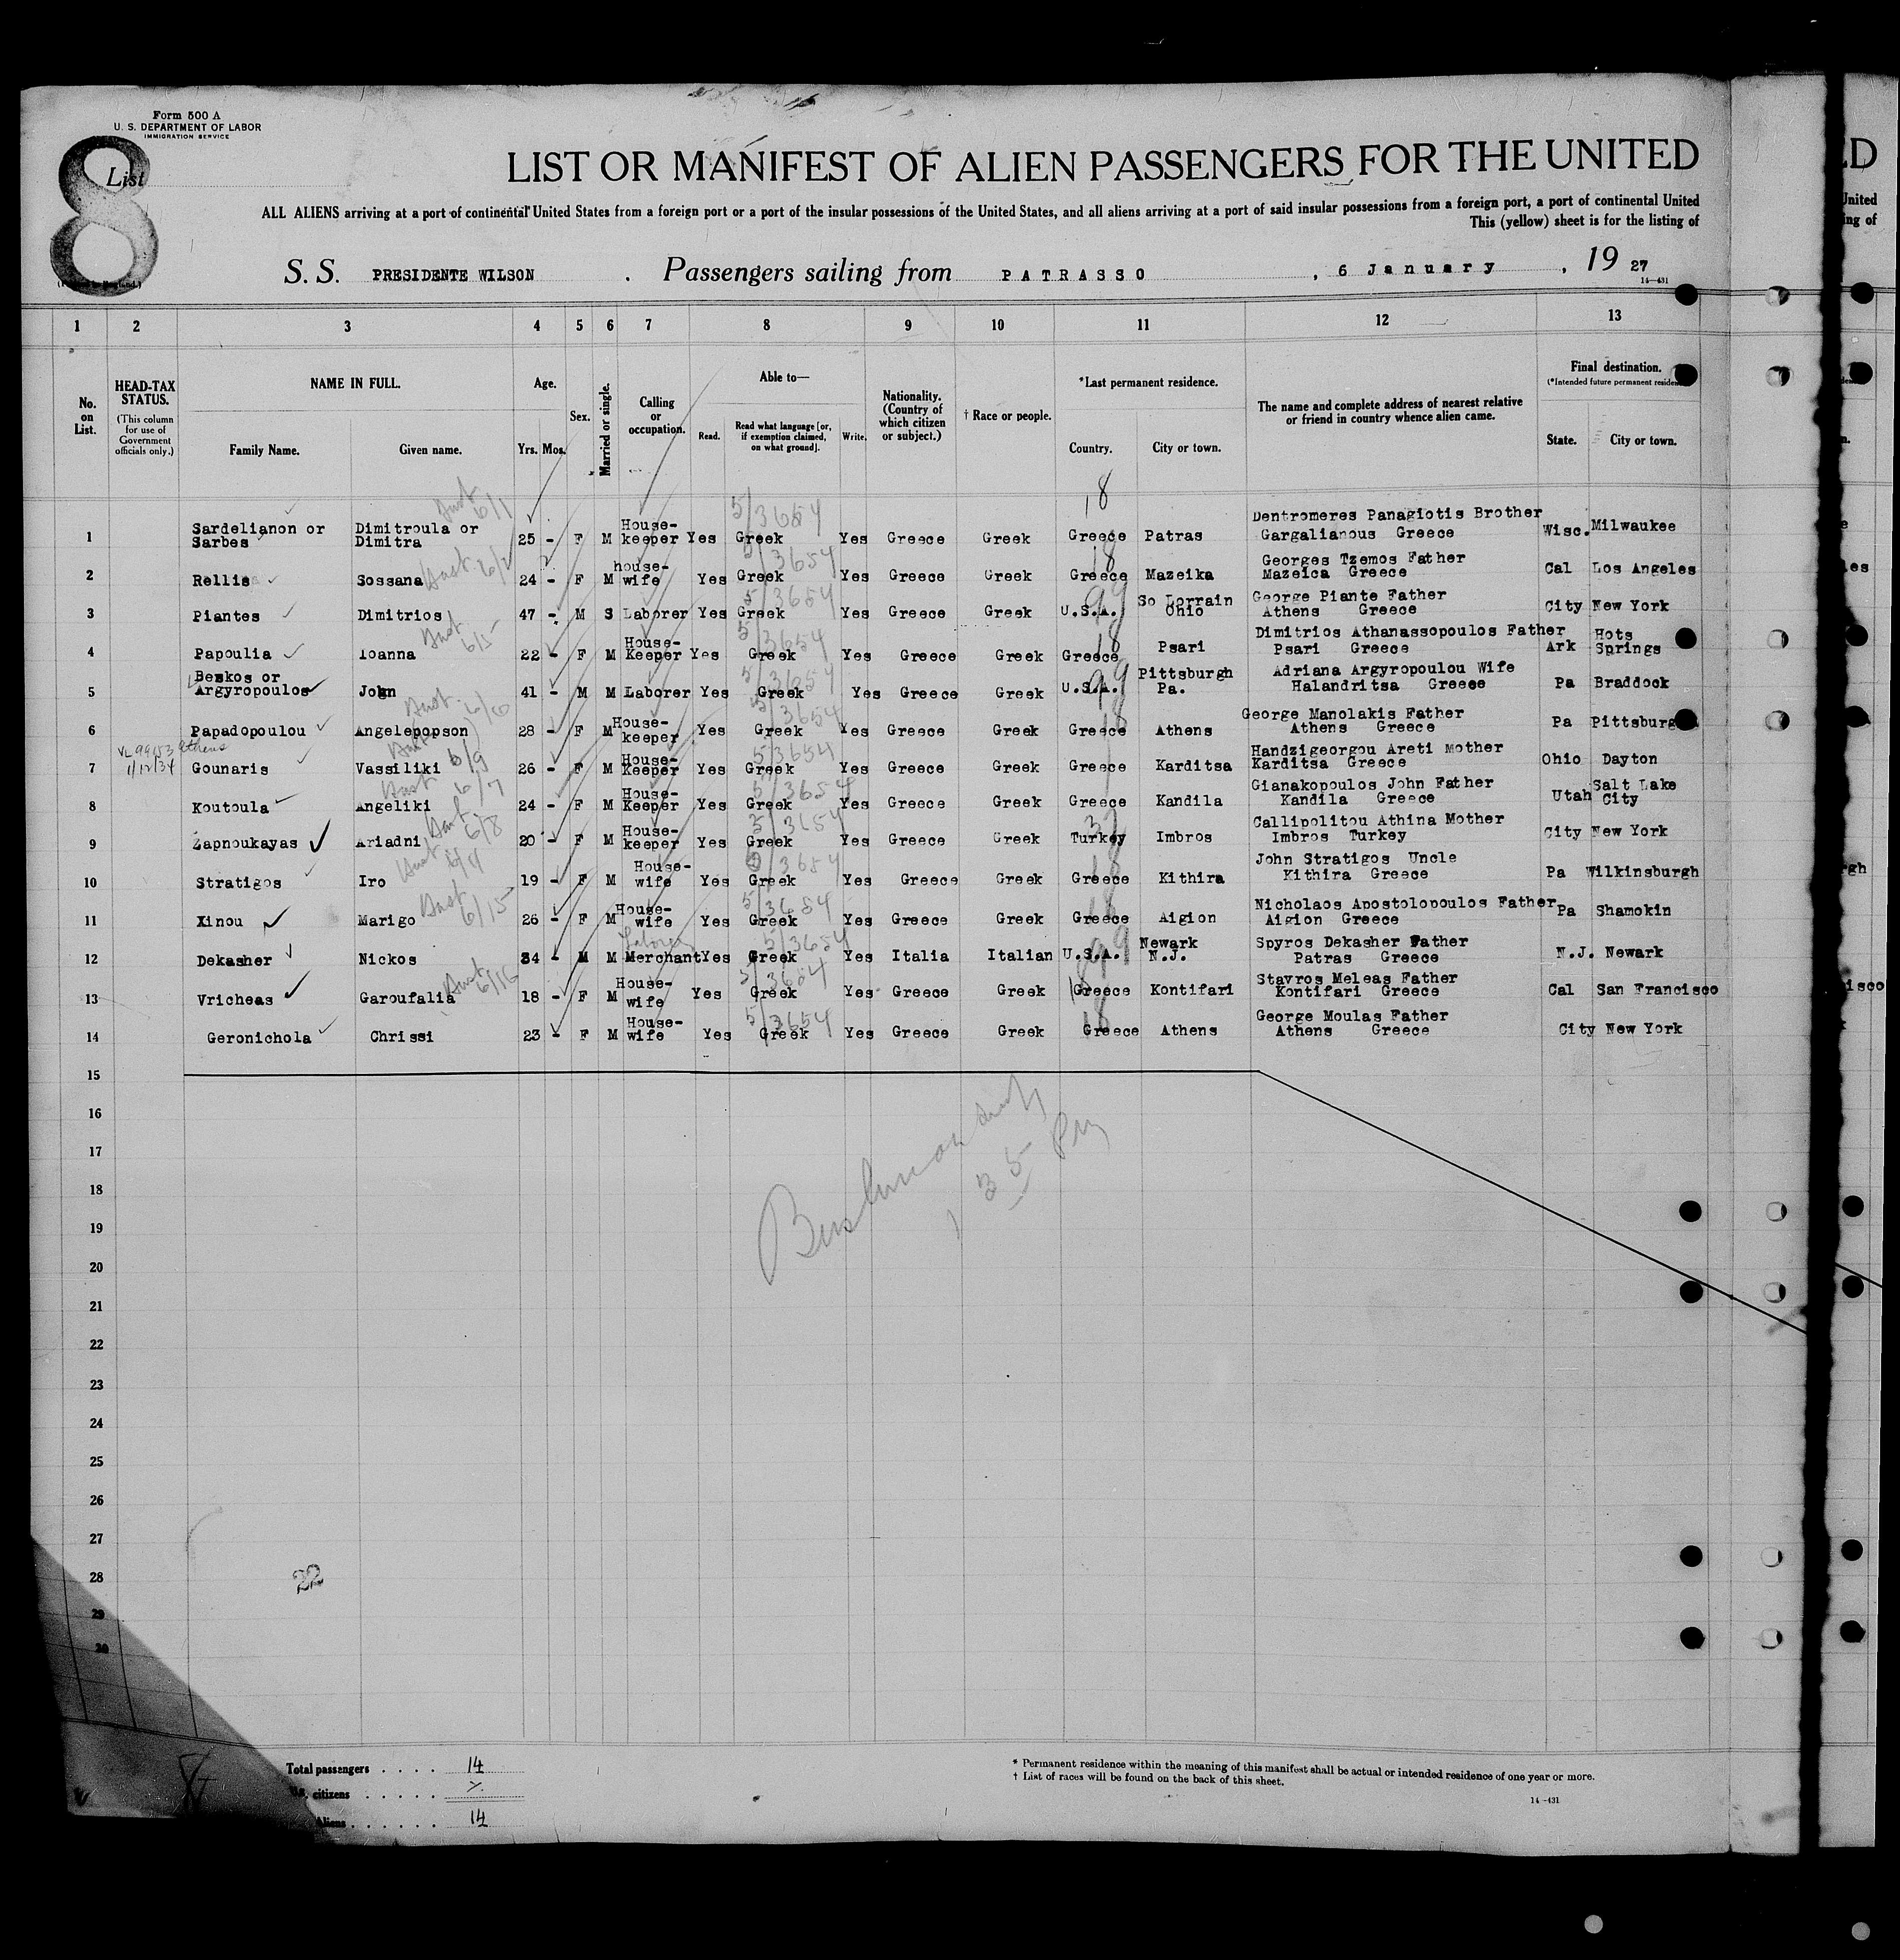 Form 500 A
U. S. DEPARTMENT OF LABOR
IMMIGRATION SERVICE
8
List
LIST OR MANIFEST OF ALIEN PASSENGERS FOR THE UNITED
ALL ALIENS arriving at a port of continental United States from a foreign port or a port of the insular possessions of the United States, and all aliens arriving at a port of said insular possessions from a foreign port, a port of continental United
This (yellow) sheet is for the listing of
S. S. PRESIDENTE WILSON . Passengers sailing from PATRASSO , 6 January , 19 27
14—431
1 2 3 4 5 6 7 8 9 10 11 12 13
No. on List.
HEAD-TAX STATUS.
(This column for use of Government officials only.)
NAME IN FULL.
Family Name. Given name.
Age.
Yrs. Mos.
Sex.
Married or single.
Calling or occupation.
Able to—
Read. Read what language [or, if exemption claimed, on what ground]. Write.
Nationality. (Country of which citizen or subject.)
† Race or people.
*Last permanent residence.
Country. City or town.
The name and complete address of nearest relative or friend in country whence alien came.
Final destination.
(*Intended future permanent
State. City or town.
1 Sardelianon or Sarbes Dimitroula or Dimitra 25 - F M House-keeper Yes Greek Yes Greece Greek Greece Patras Dentromeres Panagiotis Brother Gargalianous Greece Wisc. Milwaukee
2 Rellis Sossana 24 - F M house-wife Yes Greek Yes Greece Greek Greece Mazeika Georges Tzemos Father Mazeica Greece Cal Los Angeles
3 Piantes Dimitrios 47 - M S Laborer Yes Greek Yes Greece Greek U.S.A. So Lorrain Ohio George Piante Father Athens Greece City New York
4 Papoulia Ioanna 22 - F M House-Keeper Yes Greek Yes Greece Greek Greece Psari Dimitrios Athanassopoulos Father Psari Greece Ark Hots Springs
5 Beskos or Argyropoulos John 41 - M M Laborer Yes Greek Yes Greece Greek U.S.A. Pittsburgh Pa. Adriana Argyropoulou Wife Halandritsa Greece Pa Braddock
6 Papadopoulou Angelepopson 28 - F M House-keeper Yes Greek Yes Greece Greek Greece Athens George Manolakis Father Athens Greece Pa Pittsburg
7 Gounaris Vassiliki 26 - F M House-Keeper Yes Greek Yes Greece Greek Greece Karditsa Handzigeorgou Areti Mother Karditsa Greece Ohio Dayton
8 Koutoula Angeliki 24 - F M House-Keeper Yes Greek Yes Greece Greek Greece Kandila Gianakopoulos John Father Kandila Greece Utah Salt Lake City
9 Zapnoukayas Ariadni 20 - F M House-keeper Yes Greek Yes Greece Greek Turkey Imbros Callipolitou Athina Mother Imbros Turkey City New York
10 Stratigos Iro 19 - F M House-wife Yes Greek Yes Greece Greek Greece Kithira John Stratigos Uncle Kithira Greece Pa Wilkinsburgh
11 Xinou Marigo 26 - F M House-wife Yes Greek Yes Greece Greek Greece Aigion Nicholaos Apostolopoulos Father Aigion Greece Pa Shamokin
12 Dekasher Nickos 34 - M M Merchant Yes Greek Yes Italia Italian U.S.A. Newark N.J. Spyros Dekasher Father Patras Greece N.J. Newark
13 Vricheas Garoufalia 18 - F M House-wife Yes Greek Yes Greece Greek Greece Kontifari Stavros Meleas Father Kontifari Greece Cal San Francisco
14 Geronichola Chrissi 23 - F M House-wife Yes Greek Yes Greece Greek Greece Athens George Moulas Father Athens Greece City New York
15
16
17
18
19
20
21
22
23
24
25
26
27
28
29
30
22
Total passengers . . . . 14
citizens . . . . .
Aliens . . . . . . 14
* Permanent residence within the meaning of this manifest shall be actual or intended residence of one year or more.
† List of races will be found on the back of this sheet.
14—431